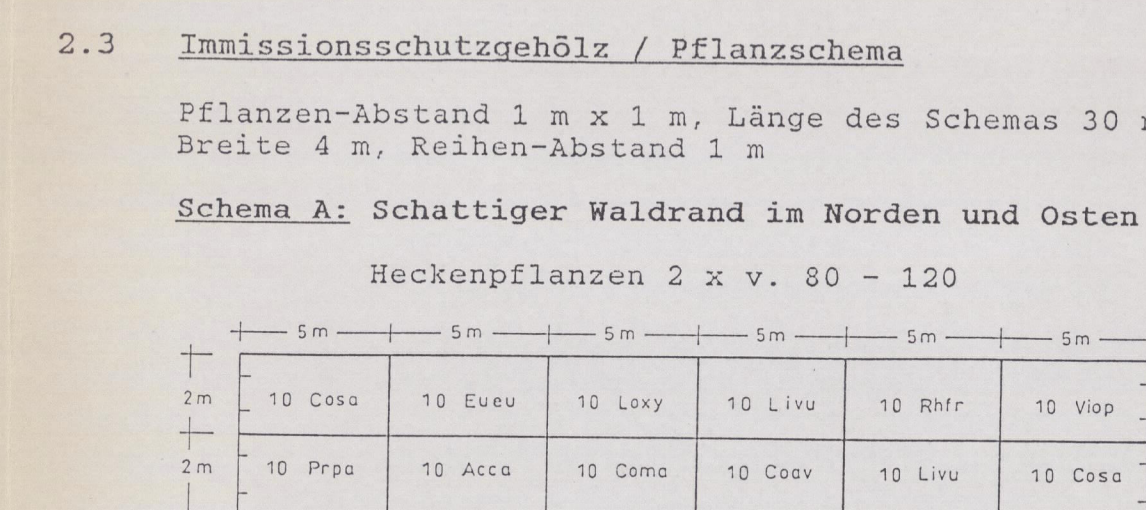 2.3 Immissionsschutzgehölz / Pflanzschema
Pflanzen-Abstand 1 m x 1 m, Länge des Schemas 30
Breite 4 m, Reihen-Abstand 1 m
Schema A: Schattiger Waldrand im Norden und Osten
Heckenpflanzen 2 x v. 80 - 120
5m 5m 5m 5m 5m 5m
2m 10 Cosa 10 Eueu 10 Loxy 10 Livu 10 Rhfr 10 Viop
2m 10 Prpa 10 Acca 10 Coma 10 Coav 10 Livu 10 Cosa